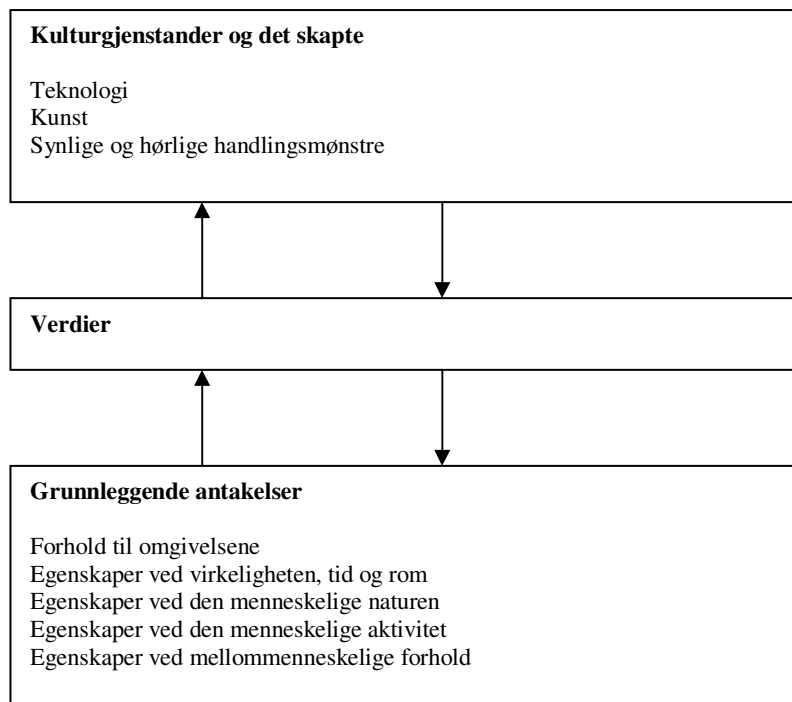 Kulturgjenstander og det skapte
Teknologi
Kunst
Synlige og hørlige handlingsmønstre
Verdier
Grunnleggende antakelser
Forhold til omgivelsene
Egenskaper ved virkeligheten, tid og rom
Egenskaper ved den menneskelige naturen
Egenskaper ved den menneskelige aktivitet
Egenskaper ved mellommenneskelige forhold